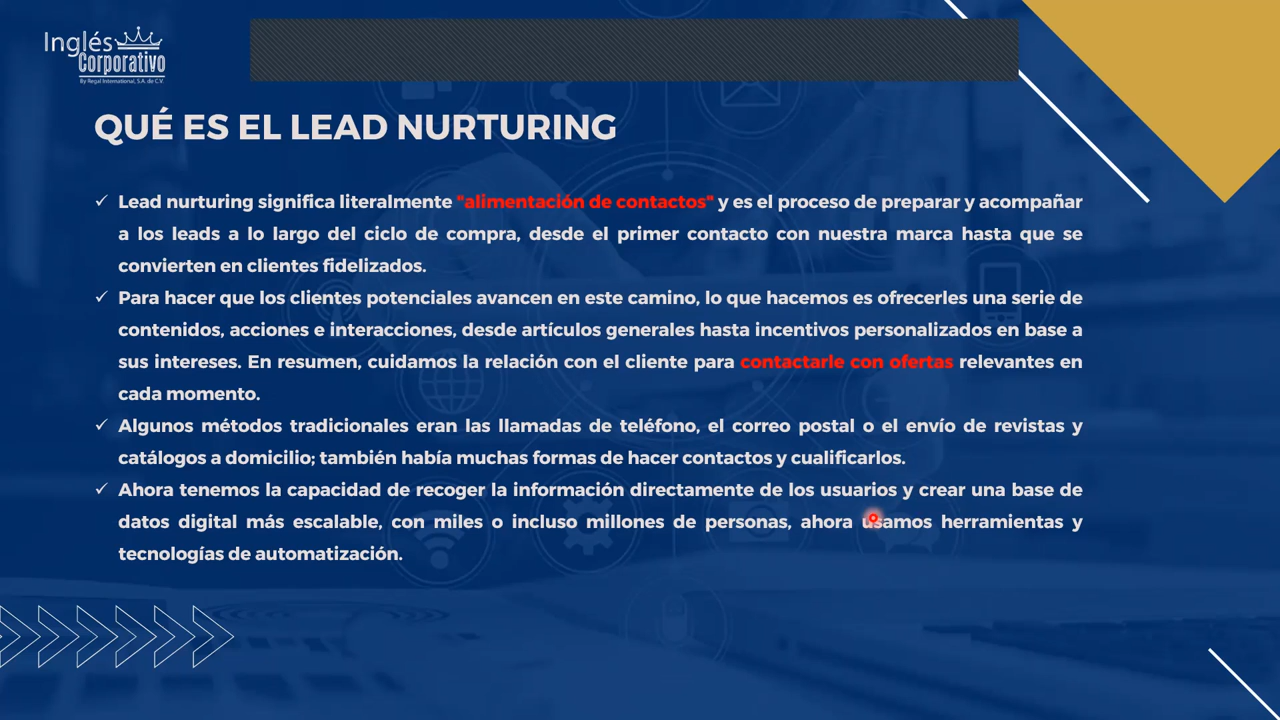 Inglés
Corporativo
By Regal International, S.A. de C.V.
QUÉ ES EL LEAD NURTURING
✓ Lead nurturing significa literalmente "alimentación de contactos" y es el proceso de preparar y acompañar
a los leads a lo largo del ciclo de compra, desde el primer contacto con nuestra marca hasta que se
convierten en clientes fidelizados.
✓ Para hacer que los clientes potenciales avancen en este camino, lo que hacemos es ofrecerles una serie de
contenidos, acciones e interacciones, desde artículos generales hasta incentivos personalizados en base a
sus intereses. En resumen, cuidamos la relación con el cliente para contactarle con ofertas relevantes en
cada momento.
✓ Algunos métodos tradicionales eran las llamadas de teléfono, el correo postal o el envío de revistas y
catálogos a domicilio; también había muchas formas de hacer contactos y cualificarlos.
✓ Ahora tenemos la capacidad de recoger la información directamente de los usuarios y crear una base de
datos digital más escalable, con miles o incluso millones de personas, ahora usamos herramientas y
tecnologías de automatización.